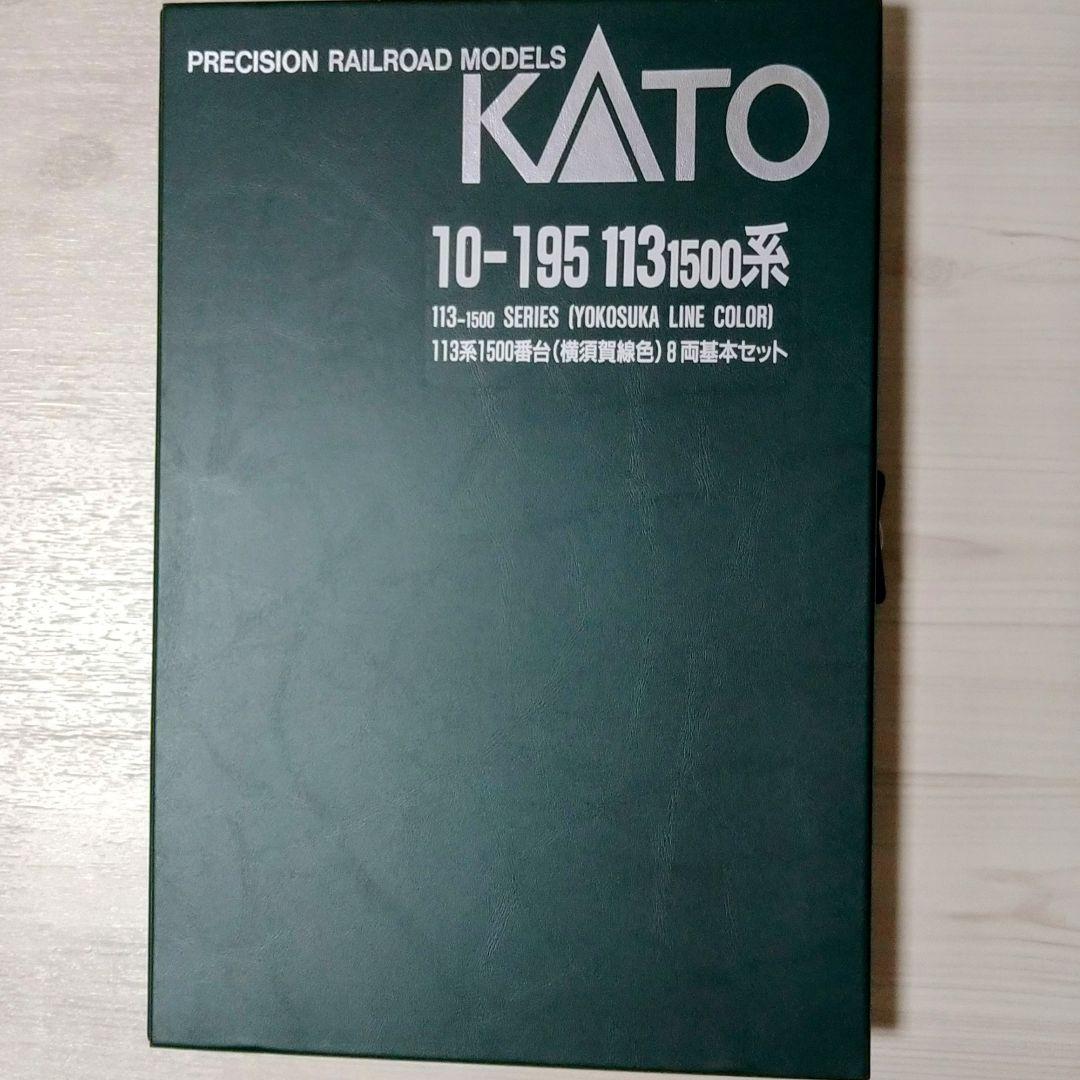 PRECISION RAILROAD MODELS
KATO
10-195 113 1500系
113-1500 SERIES (YOKOSUKA LINE COLOR)
113系1500番台(横須賀線色)8両基本セット